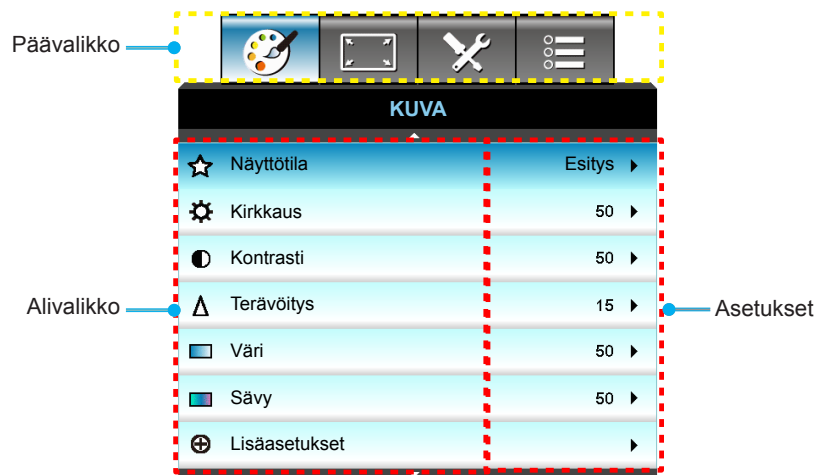 Päävalikko
KUVA
Näyttötila Esitys
Kirkkaus 50
Kontrasti 50
Alivalikko Terävöitys 15 Asetukset
Väri 50
Sävy 50
Lisäasetukset